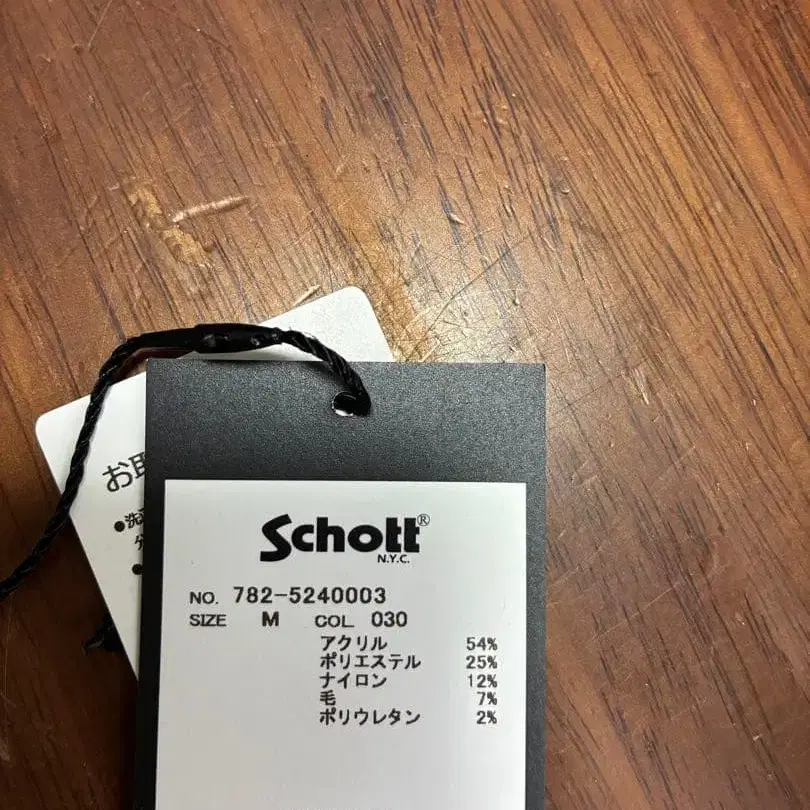 Schott®
N.Y.C.
NO. 782-5240003
SIZE M COL 030
アクリル 54%
ポリエステル 25%
ナイロン 12%
毛 7%
ポリウレタン 2%
お取
●洗